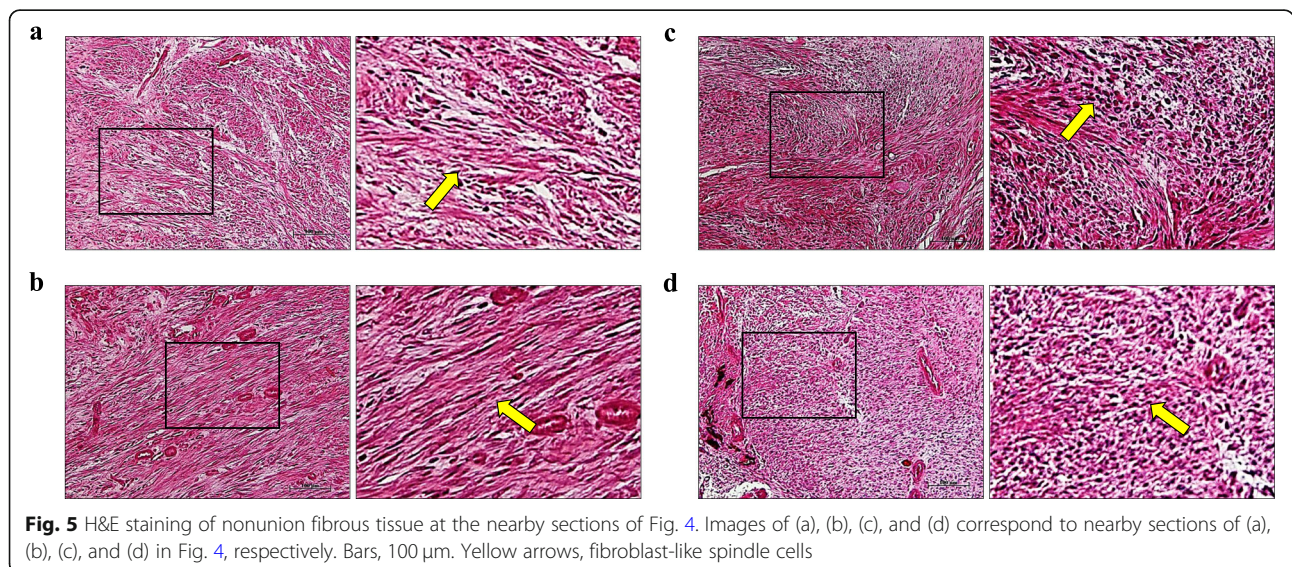 a
c
b
d
Fig. 5 H&E staining of nonunion fibrous tissue at the nearby sections of Fig. 4. Images of (a), (b), (c), and (d) correspond to nearby sections of (a),
(b), (c), and (d) in Fig. 4, respectively. Bars, 100 μm. Yellow arrows, fibroblast-like spindle cells